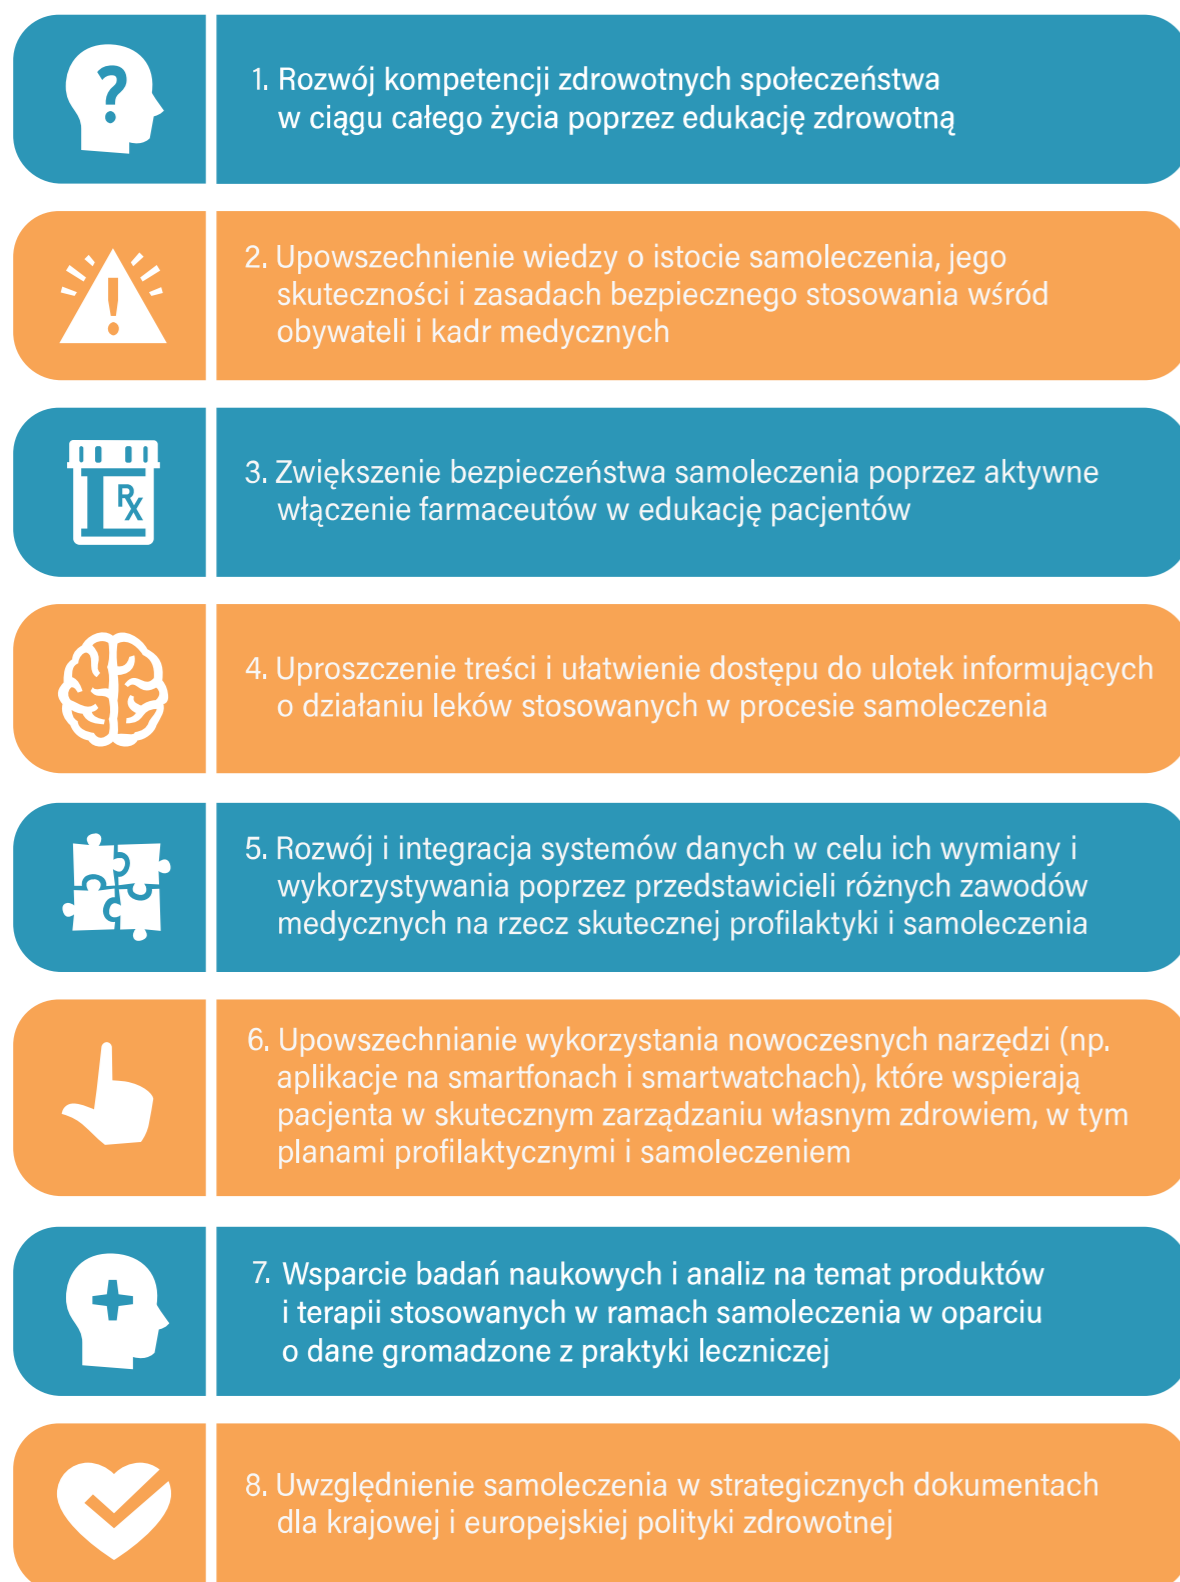 1. Rozwój kompetencji zdrowotnych społeczeństwa
w ciągu całego życia poprzez edukację zdrowotną
2. Upowszechnienie wiedzy o istocie samoleczenia, jego
skuteczności i zasadach bezpiecznego stosowania wśród
obywateli i kadr medycznych
Rx
3. Zwiększenie bezpieczeństwa samoleczenia poprzez aktywne
włączenie farmaceutów w edukację pacjentów
4. Uproszczenie treści i ułatwienie dostępu do ulotek informujących
o działaniu leków stosowanych w procesie samoleczenia
5. Rozwój i integracja systemów danych w celu ich wymiany i
wykorzystywania poprzez przedstawicieli różnych zawodów
medycznych na rzecz skutecznej profilaktyki i samoleczenia
6. Upowszechnianie wykorzystania nowoczesnych narzędzi (np.
aplikacje na smartfonach i smartwatchach), które wspierają
pacjenta w skutecznym zarządzaniu własnym zdrowiem, w tym
planami profilaktycznymi i samoleczeniem
7. Wsparcie badań naukowych i analiz na temat produktów
i terapii stosowanych w ramach samoleczenia w oparciu
o dane gromadzone z praktyki leczniczej
8. Uwzględnienie samoleczenia w strategicznych dokumentach
dla krajowej i europejskiej polityki zdrowotnej